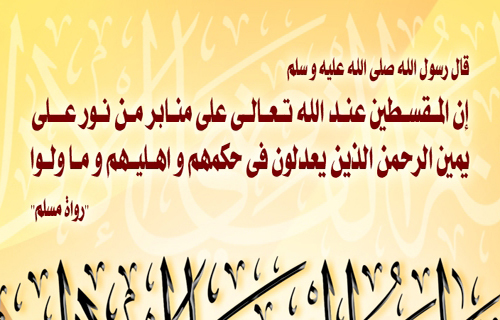 قال رسول الله صلى الله عليه و سلم
إن المقسطين عند الله تعالى على منابر من نور على
يمين الرحمن الذين يعدلون فى حكمهم و اهليهم و ما ولوا
"رواة مسلم"